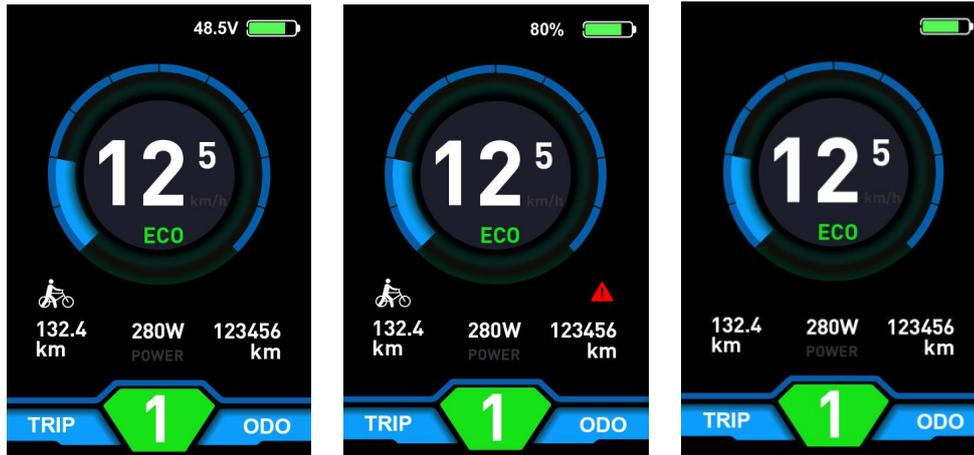 48.5V
12 5
km/h
ECO
132.4 280W 123456
km POWER km
TRIP 1 ODO
80%
12 5
km/h
ECO
132.4 280W 123456
km POWER km
TRIP 1 ODO
12 5
km/h
ECO
132.4 280W 123456
km POWER km
TRIP 1 ODO